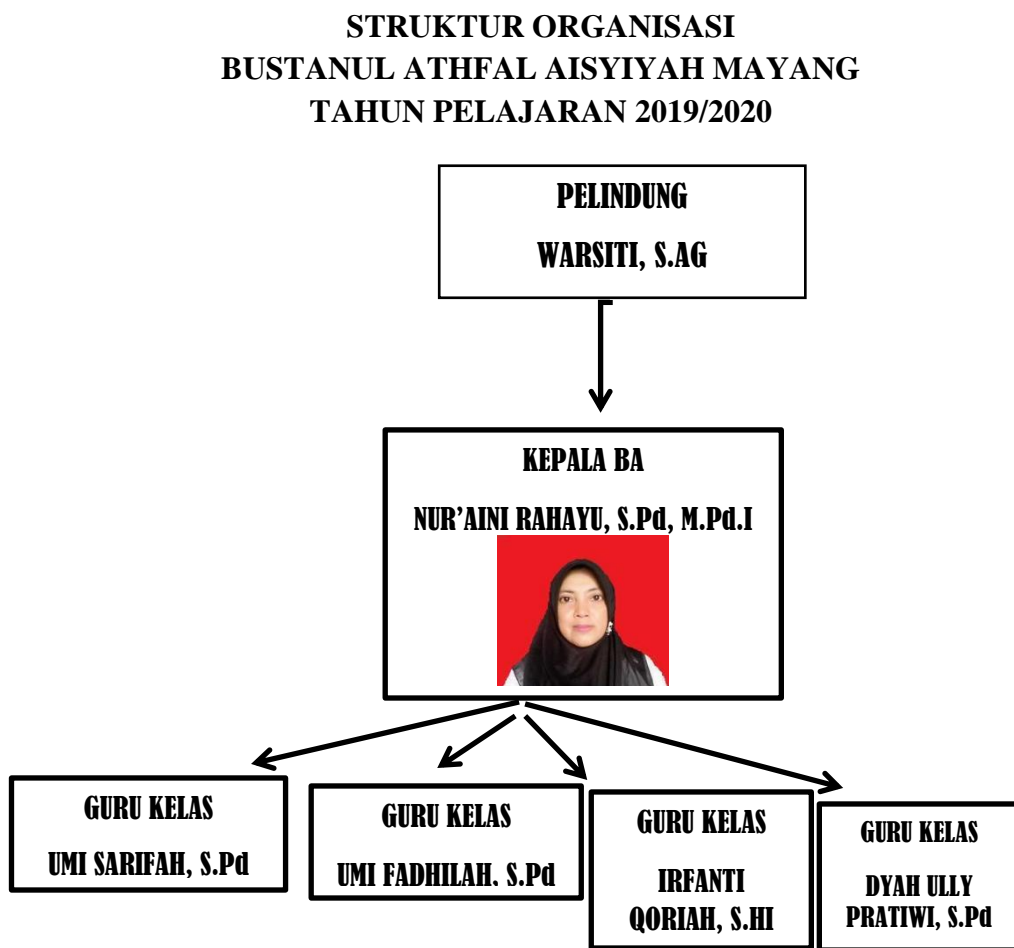 STRUKTUR ORGANISASI
BUSTANUL ATHFAL AISYIYAH MAYANG
TAHUN PELAJARAN 2019/2020
PELINDUNG
WARSITI, S.AG
KEPALA BA
NUR’AINI RAHAYU, S.Pd, M.Pd.I
GURU KELAS
UMI SARIFAH, S.Pd
GURU KELAS
UMI FADHILAH. S.Pd
GURU KELAS
IRFANTI
QORIAH, S.HI
GURU KELAS
DYAH ULLY
PRATIWI, S.Pd